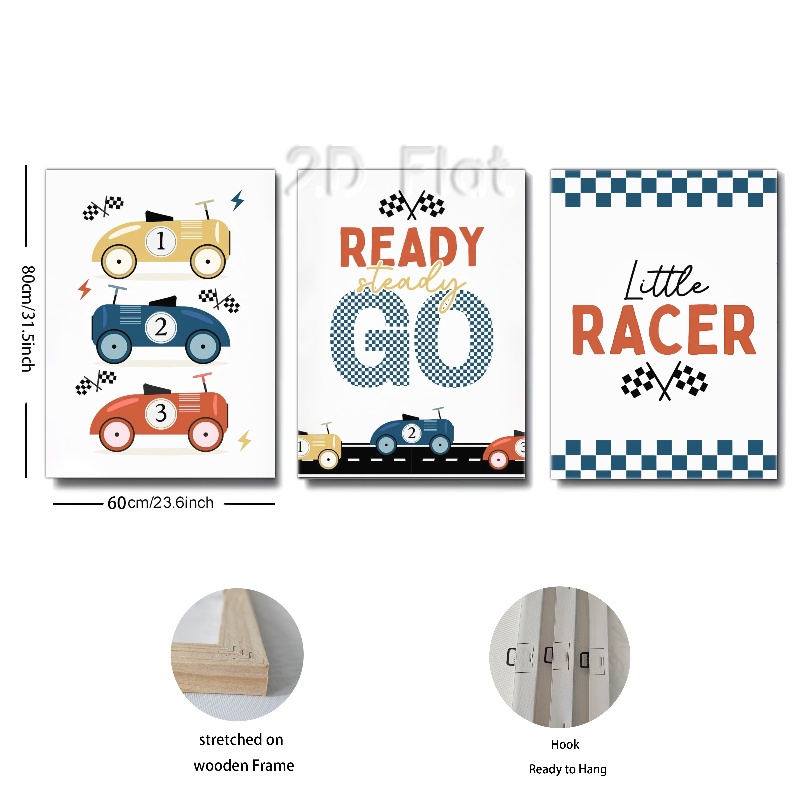 2D Flat
80cm/31.5inch
1
2
3
READY
steady
GO
1
2
3
Little
RACER
60cm/23.6inch
stretched on
wooden Frame
Hook
Ready to Hang